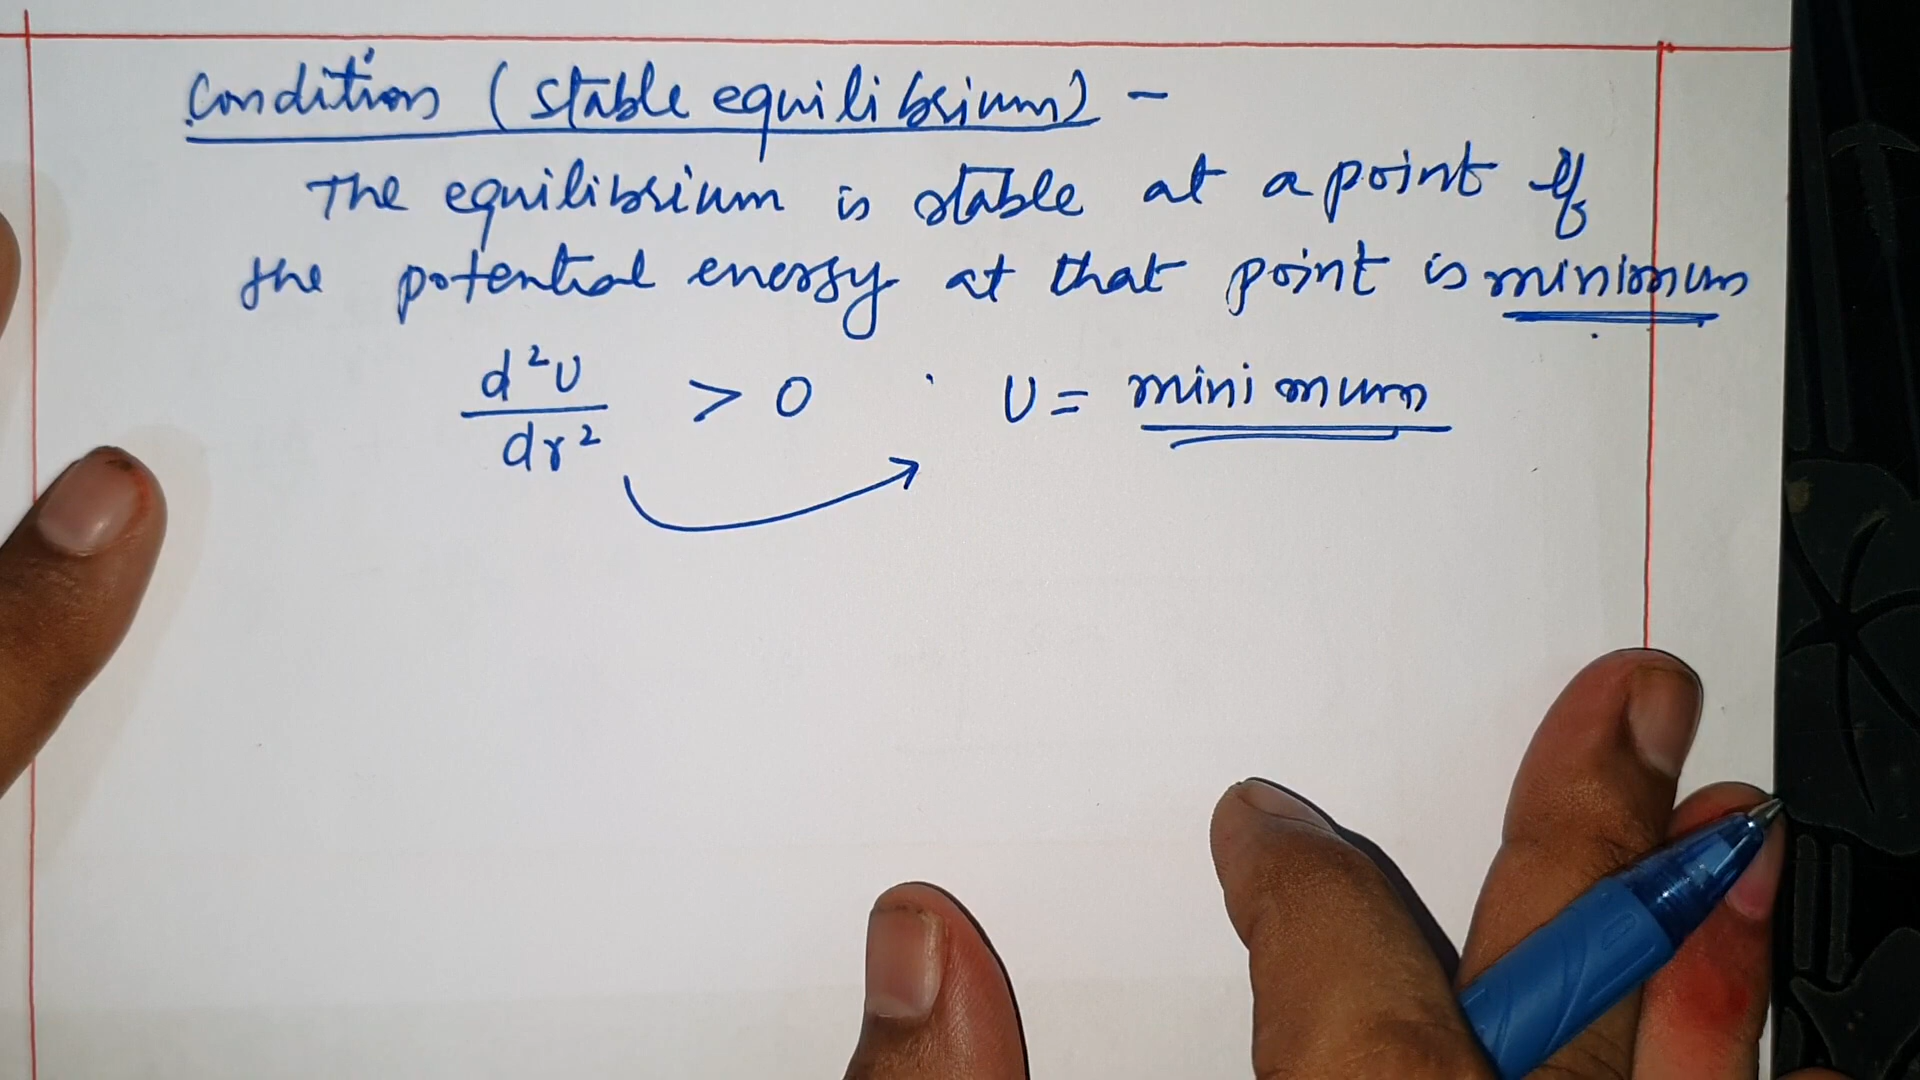 Condition (stable equilibrium) -
The equilibrium is stable at a point if
the potential energy at that point is minimum
d²U/dr² > 0 U = minimum